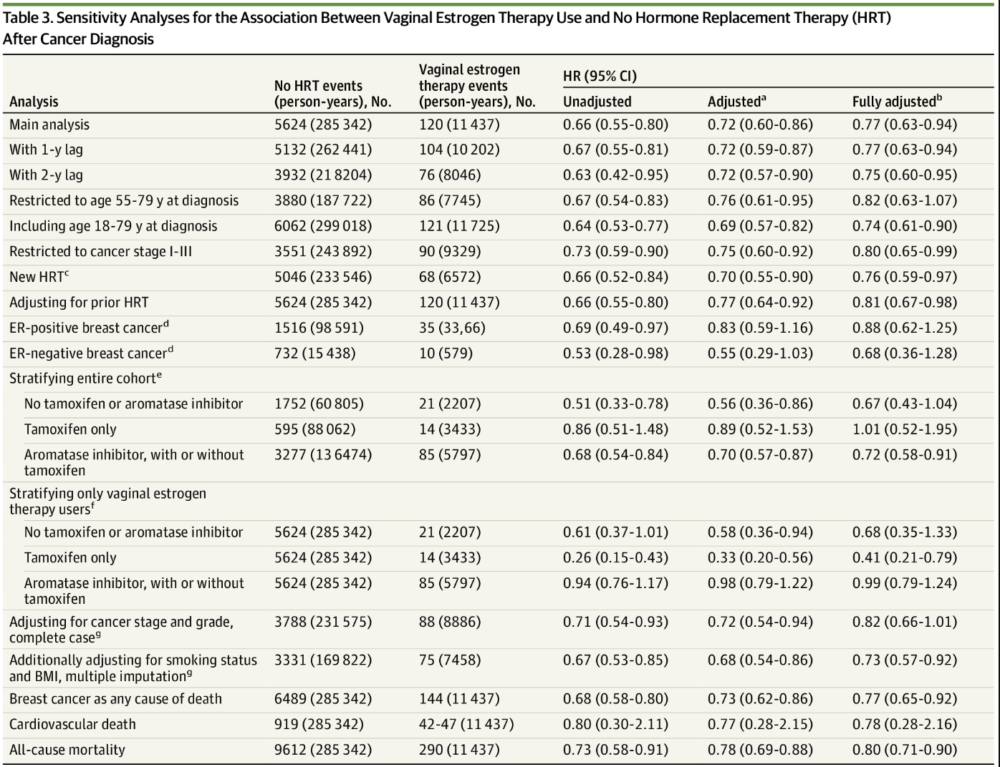 Table 3. Sensitivity Analyses for the Association Between Vaginal Estrogen Therapy Use and No Hormone Replacement Therapy (HRT)
After Cancer Diagnosis
Analysis | No HRT events (person-years), No. | Vaginal estrogen therapy events (person-years), No. | HR (95% CI)
Unadjusted | Adjusted^a | Fully adjusted^b
Main analysis | 5624 (285 342) | 120 (11 437) | 0.66 (0.55-0.80) | 0.72 (0.60-0.86) | 0.77 (0.63-0.94)
With 1-y lag | 5132 (262 441) | 104 (10 202) | 0.67 (0.55-0.81) | 0.72 (0.59-0.87) | 0.77 (0.63-0.94)
With 2-y lag | 3932 (21 8204) | 76 (8046) | 0.63 (0.42-0.95) | 0.72 (0.57-0.90) | 0.75 (0.60-0.95)
Restricted to age 55-79 y at diagnosis | 3880 (187 722) | 86 (7745) | 0.67 (0.54-0.83) | 0.76 (0.61-0.95) | 0.82 (0.63-1.07)
Including age 18-79 y at diagnosis | 6062 (299 018) | 121 (11 725) | 0.64 (0.53-0.77) | 0.69 (0.57-0.82) | 0.74 (0.61-0.90)
Restricted to cancer stage I-III | 3551 (243 892) | 90 (9329) | 0.73 (0.59-0.90) | 0.75 (0.60-0.92) | 0.80 (0.65-0.99)
New HRT^c | 5046 (233 546) | 68 (6572) | 0.66 (0.52-0.84) | 0.70 (0.55-0.90) | 0.76 (0.59-0.97)
Adjusting for prior HRT | 5624 (285 342) | 120 (11 437) | 0.66 (0.55-0.80) | 0.77 (0.64-0.92) | 0.81 (0.67-0.98)
ER-positive breast cancer^d | 1516 (98 591) | 35 (33,66) | 0.69 (0.49-0.97) | 0.83 (0.59-1.16) | 0.88 (0.62-1.25)
ER-negative breast cancer^d | 732 (15 438) | 10 (579) | 0.53 (0.28-0.98) | 0.55 (0.29-1.03) | 0.68 (0.36-1.28)
Stratifying entire cohort^e
No tamoxifen or aromatase inhibitor | 1752 (60 805) | 21 (2207) | 0.51 (0.33-0.78) | 0.56 (0.36-0.86) | 0.67 (0.43-1.04)
Tamoxifen only | 595 (88 062) | 14 (3433) | 0.86 (0.51-1.48) | 0.89 (0.52-1.53) | 1.01 (0.52-1.95)
Aromatase inhibitor, with or without tamoxifen | 3277 (13 6474) | 85 (5797) | 0.68 (0.54-0.84) | 0.70 (0.57-0.87) | 0.72 (0.58-0.91)
Stratifying only vaginal estrogen therapy users^f
No tamoxifen or aromatase inhibitor | 5624 (285 342) | 21 (2207) | 0.61 (0.37-1.01) | 0.58 (0.36-0.94) | 0.68 (0.35-1.33)
Tamoxifen only | 5624 (285 342) | 14 (3433) | 0.26 (0.15-0.43) | 0.33 (0.20-0.56) | 0.41 (0.21-0.79)
Aromatase inhibitor, with or without tamoxifen | 5624 (285 342) | 85 (5797) | 0.94 (0.76-1.17) | 0.98 (0.79-1.22) | 0.99 (0.79-1.24)
Adjusting for cancer stage and grade, complete case^g | 3788 (231 575) | 88 (8886) | 0.71 (0.54-0.93) | 0.72 (0.54-0.94) | 0.82 (0.66-1.01)
Additionally adjusting for smoking status and BMI, multiple imputation^g | 3331 (169 822) | 75 (7458) | 0.67 (0.53-0.85) | 0.68 (0.54-0.86) | 0.73 (0.57-0.92)
Breast cancer as any cause of death | 6489 (285 342) | 144 (11 437) | 0.68 (0.58-0.80) | 0.73 (0.62-0.86) | 0.77 (0.65-0.92)
Cardiovascular death | 919 (285 342) | 42-47 (11 437) | 0.80 (0.30-2.11) | 0.77 (0.28-2.15) | 0.78 (0.28-2.16)
All-cause mortality | 9612 (285 342) | 290 (11 437) | 0.73 (0.58-0.91) | 0.78 (0.69-0.88) | 0.80 (0.71-0.90)